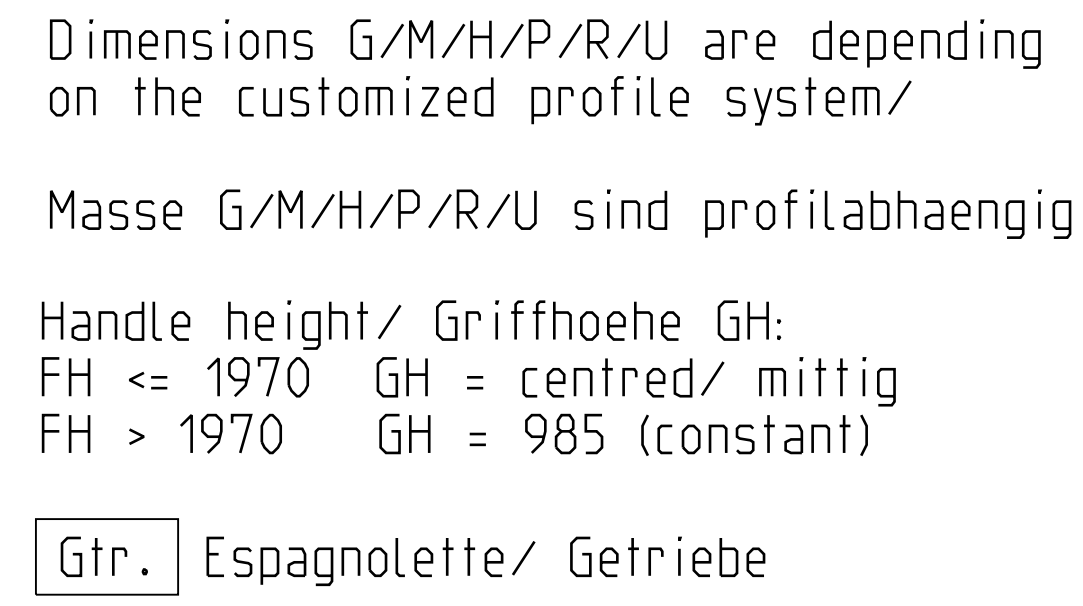 Dimensions G/M/H/P/R/U are depending
on the customized profile system/
Masse G/M/H/P/R/U sind profilabhaengig
Handle height/ Griffhoehe GH:
FH <= 1970 GH = centred/ mittig
FH > 1970 GH = 985 (constant)
Gtr. Espagnolette/ Getriebe